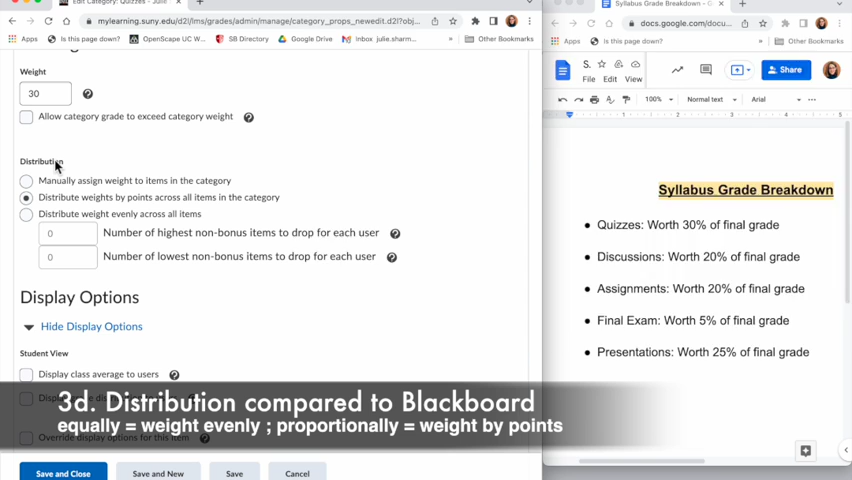 Edit Category: Quizzes - Julie
mylearning.suny.edu/d2l/lms/grades/admin/manage/category_props_newedit.d2l?obj...
Apps
Is this page down?
OpenScape UC W...
SB Directory
Google Drive
Inbox julie.sharm...
Other Bookmarks
Weight
30
Allow category grade to exceed category weight
Distribution
Manually assign weight to items in the category
Distribute weights by points across all items in the category
Distribute weight evenly across all items
0
Number of highest non-bonus items to drop for each user
0
Number of lowest non-bonus items to drop for each user
Display Options
Hide Display Options
Student View
Display class average to users
Override display options for this item
Save and Close
Save and New
Save
Cancel
3d. Distribution compared to Blackboard
equally = weight evenly ; proportionally = weight by points
Syllabus Grade Breakdown - Go
docs.google.com/docu...
Apps
Is this page down?
Other Bookmarks
S.
File
Edit
View
Share
100%
Normal text
Arial
1
2
3
4
5
Syllabus Grade Breakdown
● Quizzes: Worth 30% of final grade
● Discussions: Worth 20% of final grade
● Assignments: Worth 20% of final grade
● Final Exam: Worth 5% of final grade
● Presentations: Worth 25% of final grade